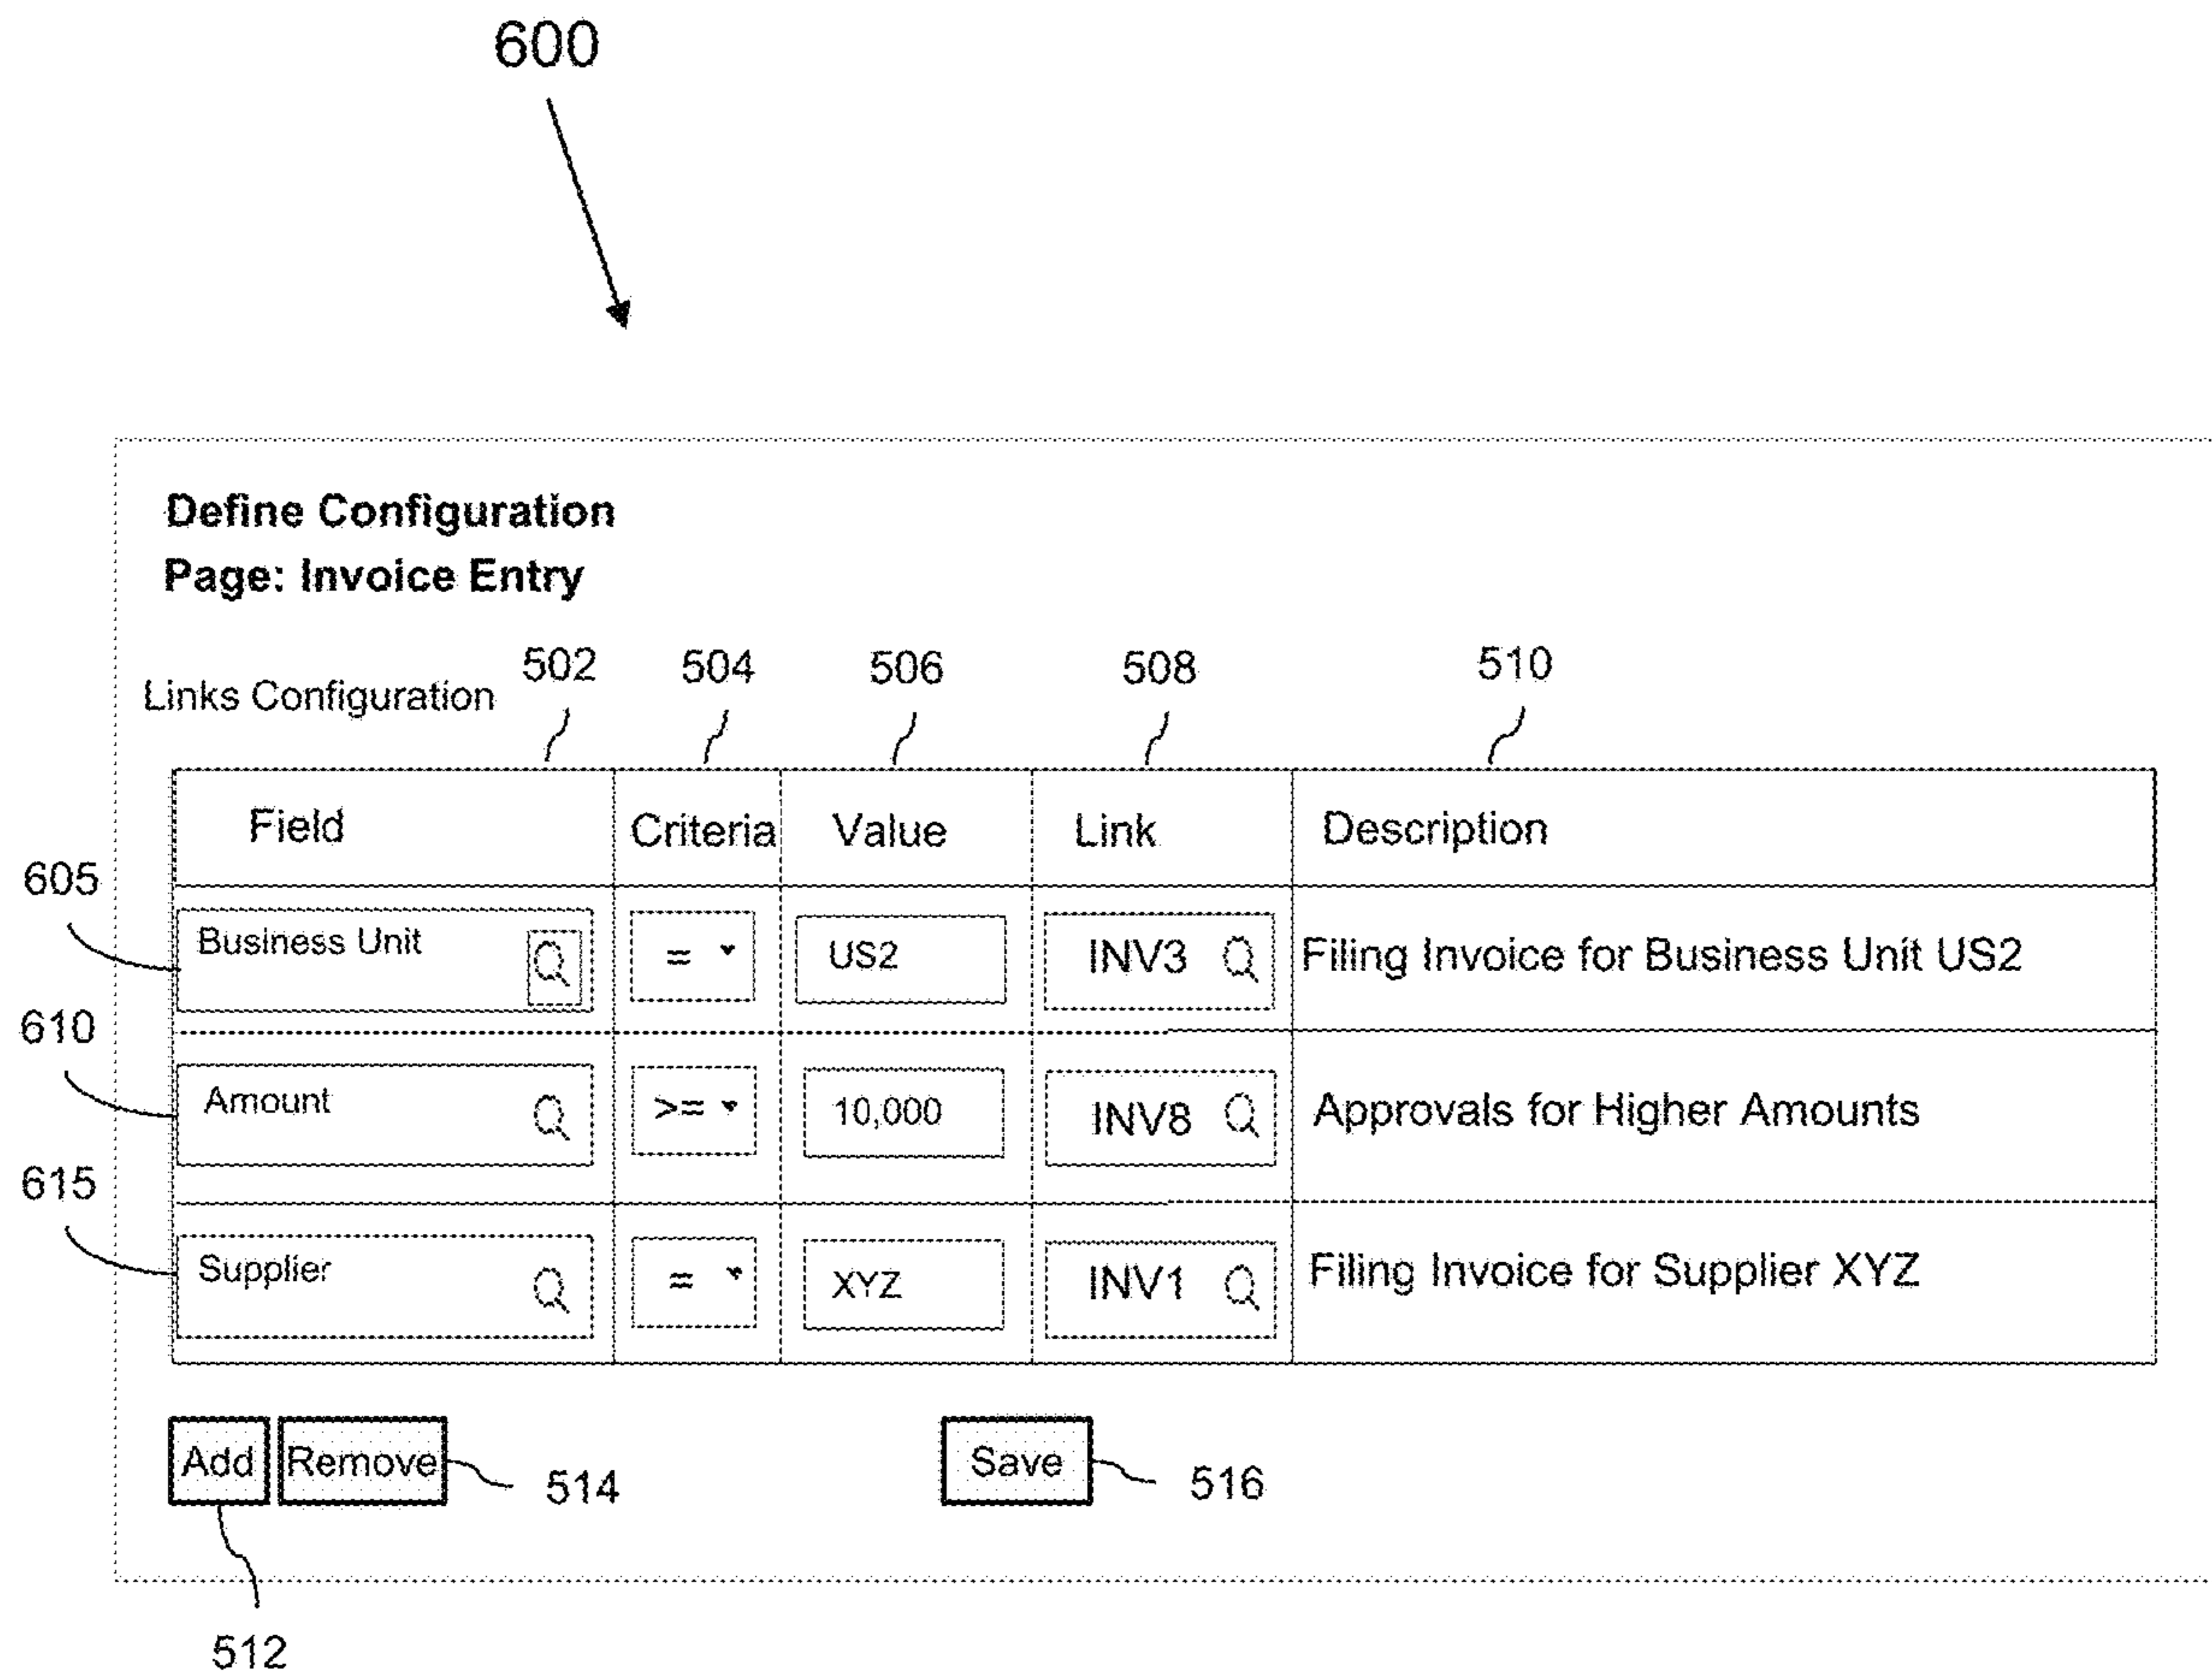 600
Define Configuration
Page: Invoice Entry
Links Configuration 502 504 506 508 510
Field Criteria Value Link Description
605
Business Unit = US2 INV3 Filing Invoice for Business Unit US2
610
Amount >= 10,000 INV8 Approvals for Higher Amounts
615
Supplier = XYZ INV1 Filing Invoice for Supplier XYZ
Add Remove 514 Save 516
512